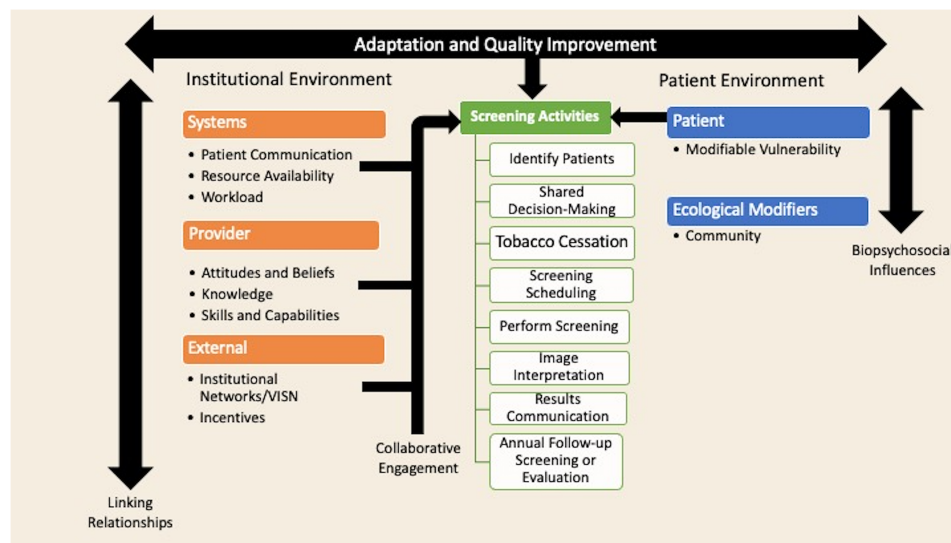 Adaptation and Quality Improvement
Institutional Environment
Patient Environment
Systems
• Patient Communication
• Resource Availability
• Workload
Provider
• Attitudes and Beliefs
• Knowledge
• Skills and Capabilities
External
• Institutional
Networks/VISN
• Incentives
Collaborative
Engagement
Linking
Relationships
Screening Activities
Identify Patients
Shared
Decision-Making
Tobacco Cessation
Screening
Scheduling
Perform Screening
Image
Interpretation
Results
Communication
Annual Follow-up
Screening or
Evaluation
Patient
• Modifiable Vulnerability
Ecological Modifiers
• Community
Biopsychosocial
Influences